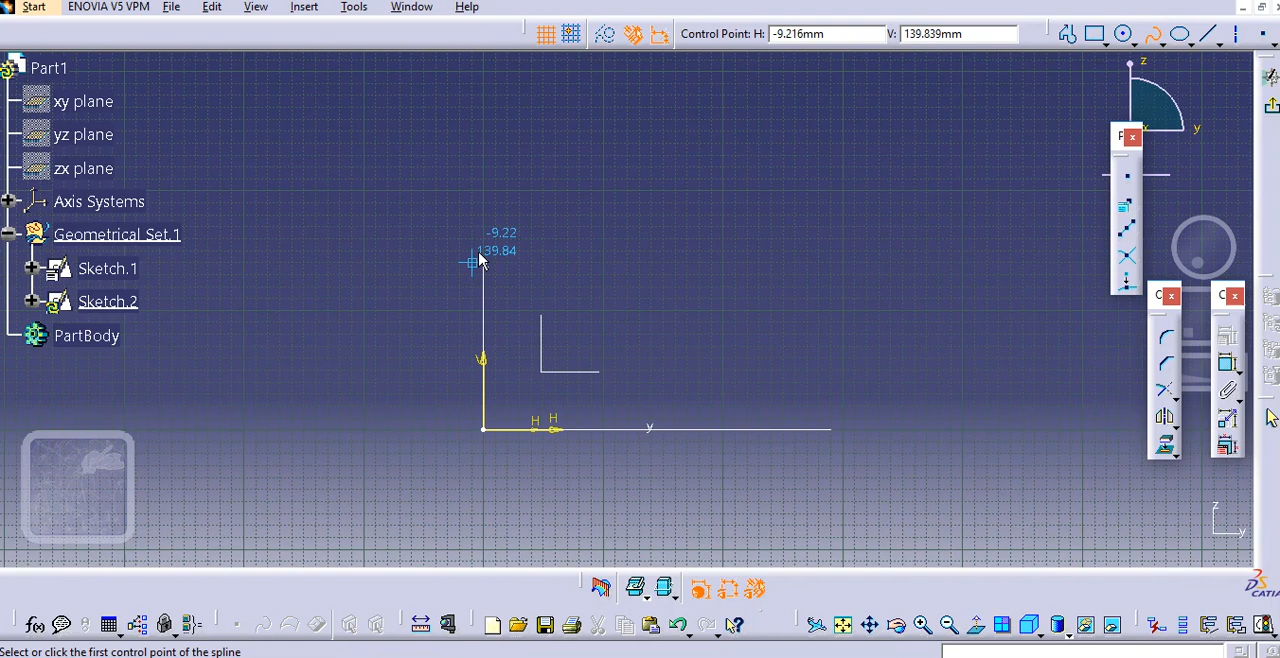 Start ENOVIA V5 VPM File Edit View Insert Tools Window Help
Control Point: H: -9.216mm V: 139.839mm
Part1
xy plane
yz plane
zx plane
Axis Systems
Geometrical Set.1
Sketch.1
Sketch.2
PartBody
-9.22
139.84
V
H H
y
z
y
P x
C x
C x
z
y
f(x)
DS
CATIA
Select or click the first control point of the spline